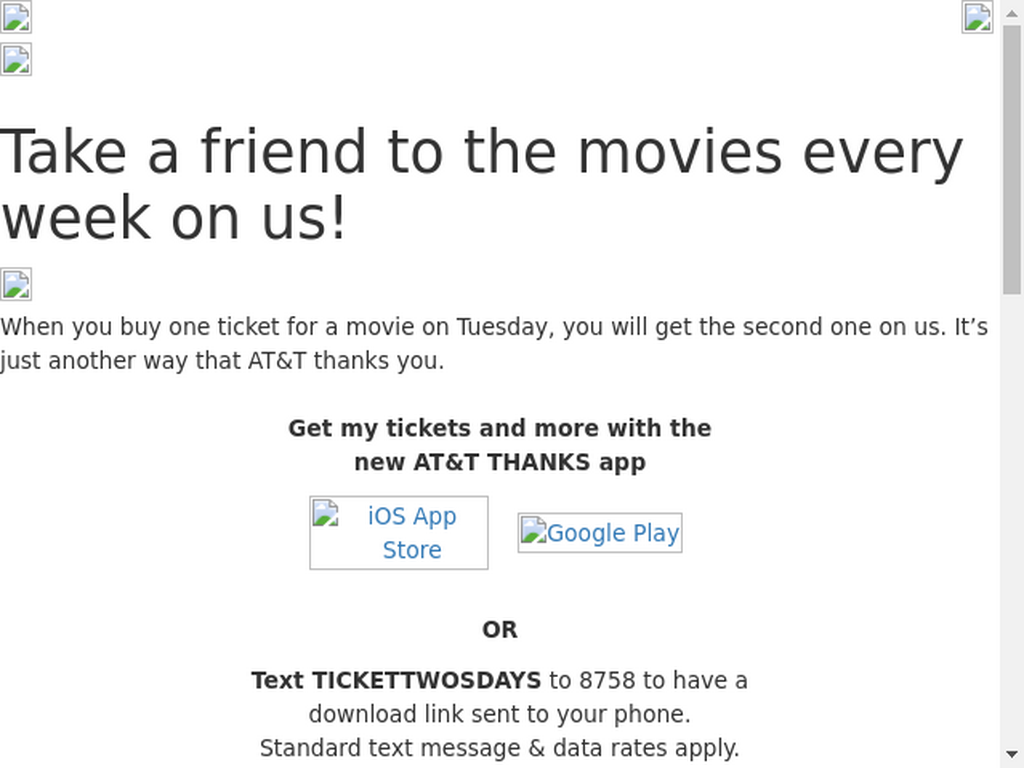 Take a friend to the movies every
week on us!
When you buy one ticket for a movie on Tuesday, you will get the second one on us. It’s
just another way that AT&T thanks you.
Get my tickets and more with the
new AT&T THANKS app
iOS App
Store
Google Play
OR
Text TICKETTWOSDAYS to 8758 to have a
download link sent to your phone.
Standard text message & data rates apply.